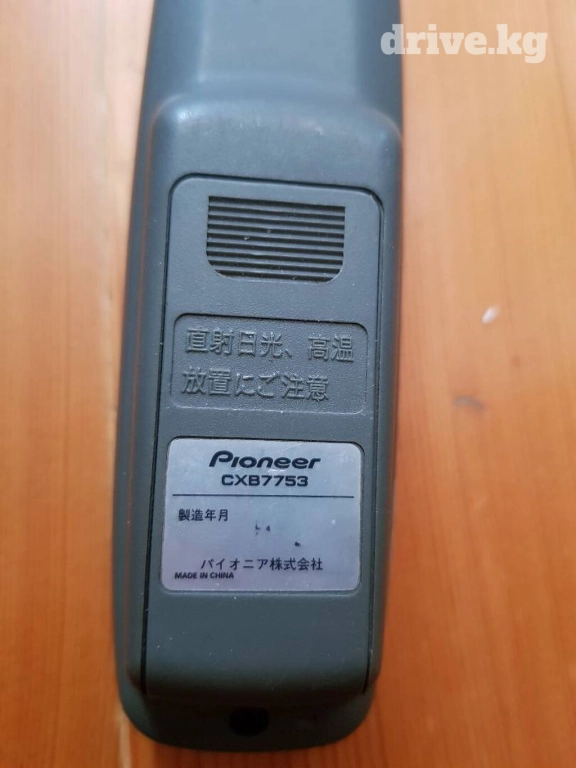 drive.kg
直射日光、高温
放置にご注意
Pioneer
CXB7753
製造年月
パイオニア株式会社
MADE IN CHINA